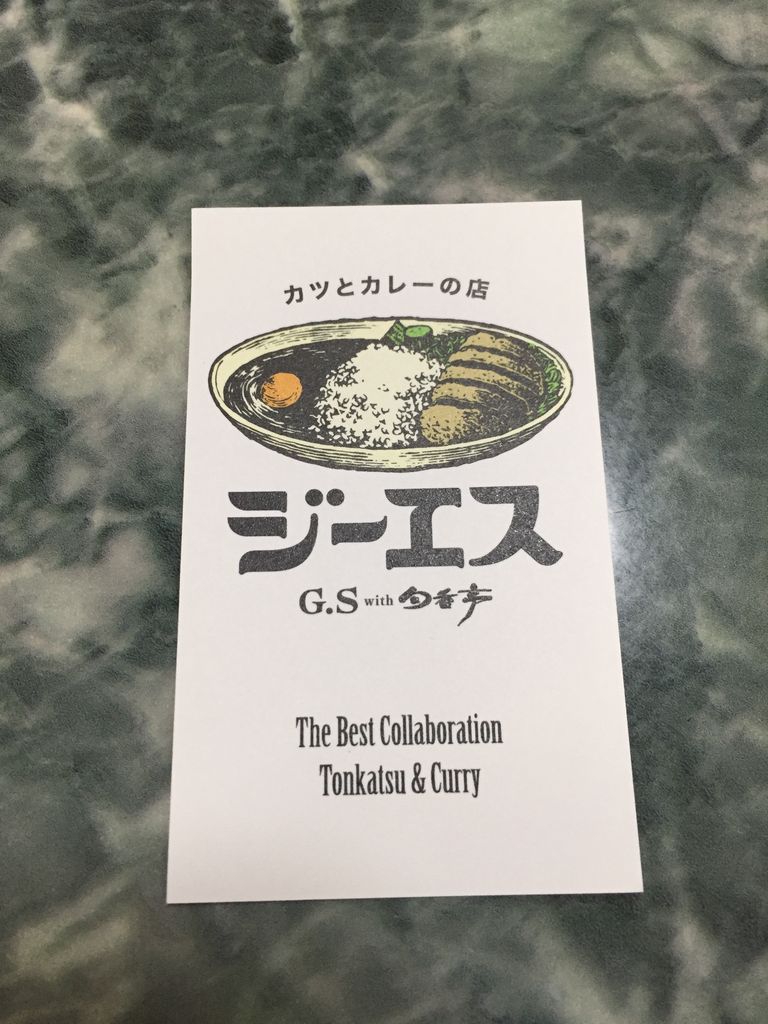 カツとカレーの店
ジーエス
G.S with 旬香亭
The Best Collaboration
Tonkatsu & Curry